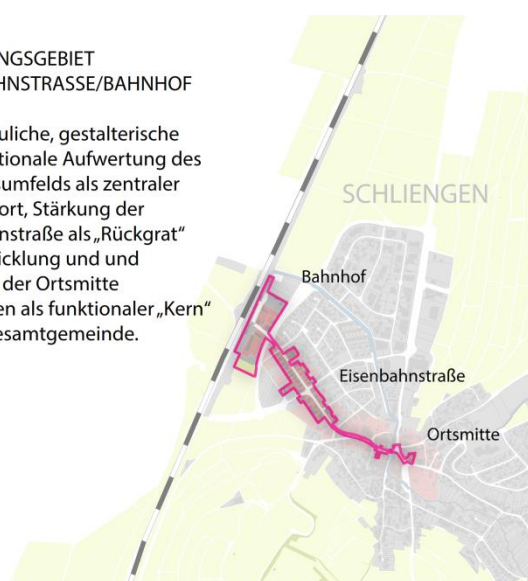 NGSGEBIET
HNSTRASSE/BAHNHOF
uliche, gestalterische
tionale Aufwertung des
sumfelds als zentraler
ort, Stärkung der
nstraße als „Rückgrat“
icklung und und
der Ortsmitte
en als funktionaler „Kern“
esamtgemeinde.
SCHLIENGEN
Bahnhof
Eisenbahnstraße
Ortsmitte